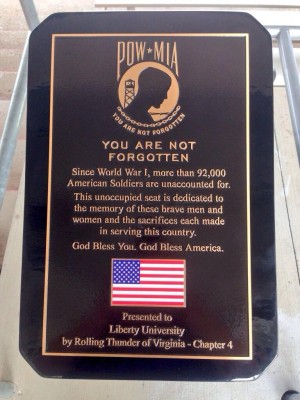 POW★MIA
YOU ARE NOT FORGOTTEN
YOU ARE NOT
FORGOTTEN
Since World War I, more than 92,000
American Soldiers are unaccounted for.
This unoccupied seat is dedicated to
the memory of these brave men and
women and the sacrifices each made
in serving this country.
God Bless You. God Bless America.
Presented to
Liberty University
by Rolling Thunder of Virginia - Chapter 4